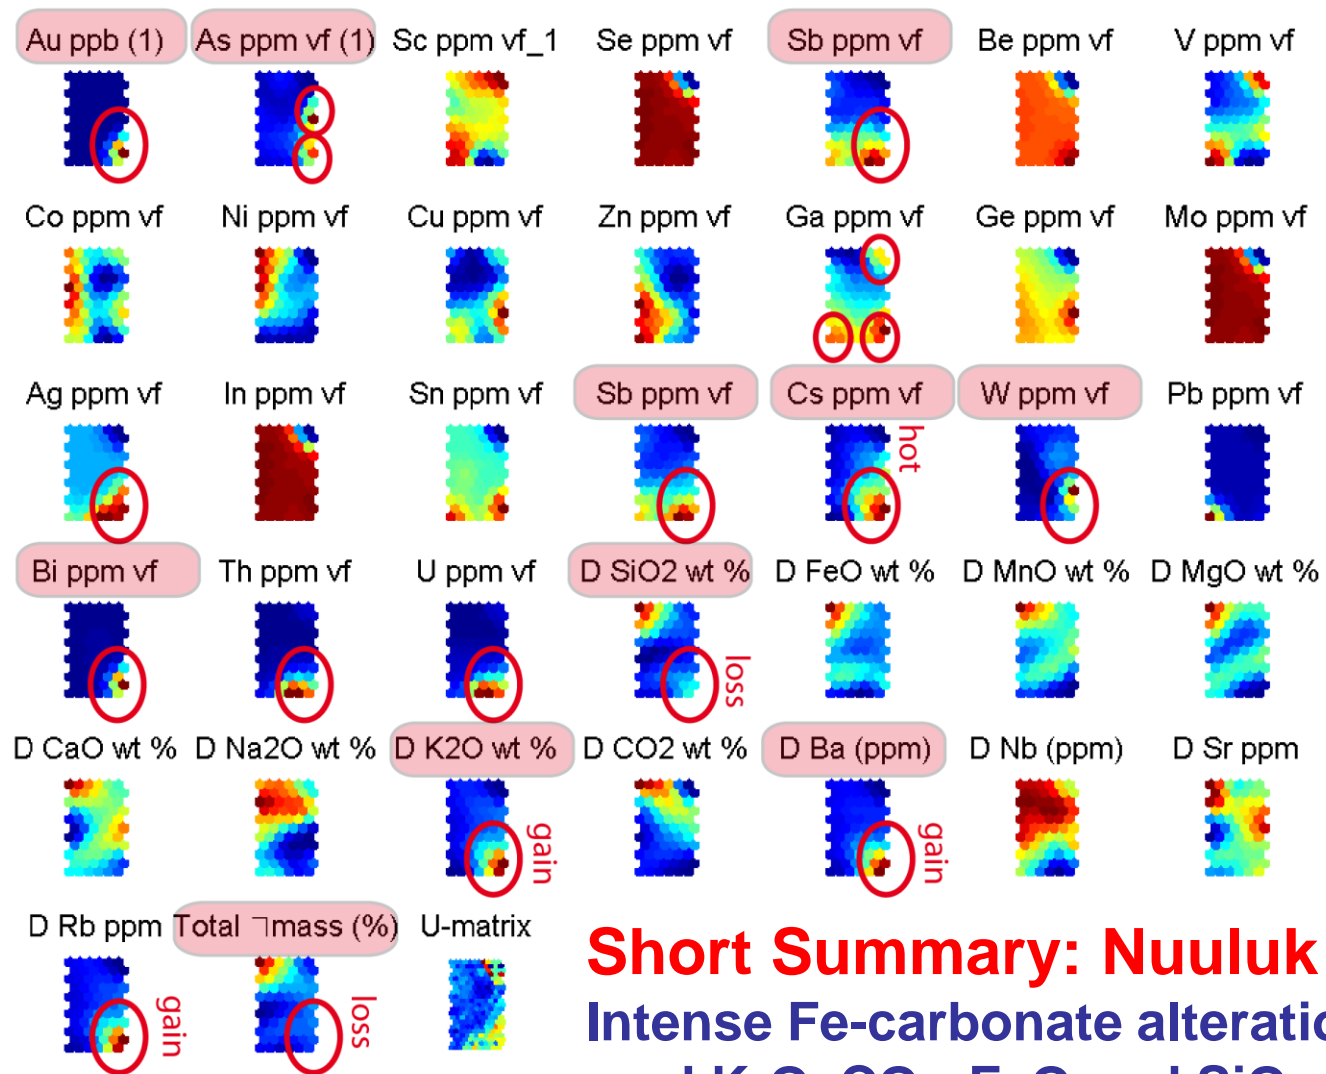 Au ppb (1) As ppm vf (1) Sc ppm vf_1 Se ppm vf Sb ppm vf Be ppm vf V ppm vf
Co ppm vf Ni ppm vf Cu ppm vf Zn ppm vf Ga ppm vf Ge ppm vf Mo ppm vf
Ag ppm vf In ppm vf Sn ppm vf Sb ppm vf Cs ppm vf W ppm vf Pb ppm vf
hot
Bi ppm vf Th ppm vf U ppm vf D SiO2 wt % D FeO wt % D MnO wt % D MgO wt %
loss
D CaO wt % D Na2O wt % D K2O wt % D CO2 wt % D Ba (ppm) D Nb (ppm) D Sr ppm
gain gain
D Rb ppm Total ㄱmass (%) U-matrix
gain loss
Short Summary: Nuuluk
Intense Fe-carbonate alteratio